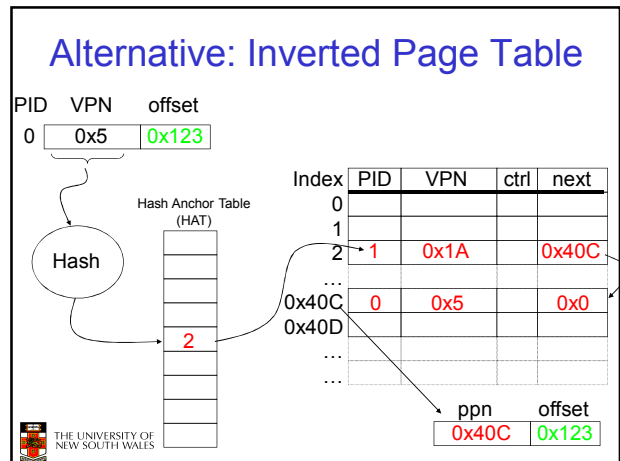 Alternative: Inverted Page Table
PID VPN offset
0 0x5 0x123
Hash
Hash Anchor Table
(HAT)
2
Index PID VPN ctrl next
0
1
2 1 0x1A 0x40C
...
0x40C 0 0x5 0x0
0x40D
...
...
ppn offset
0x40C 0x123
THE UNIVERSITY OF
NEW SOUTH WALES